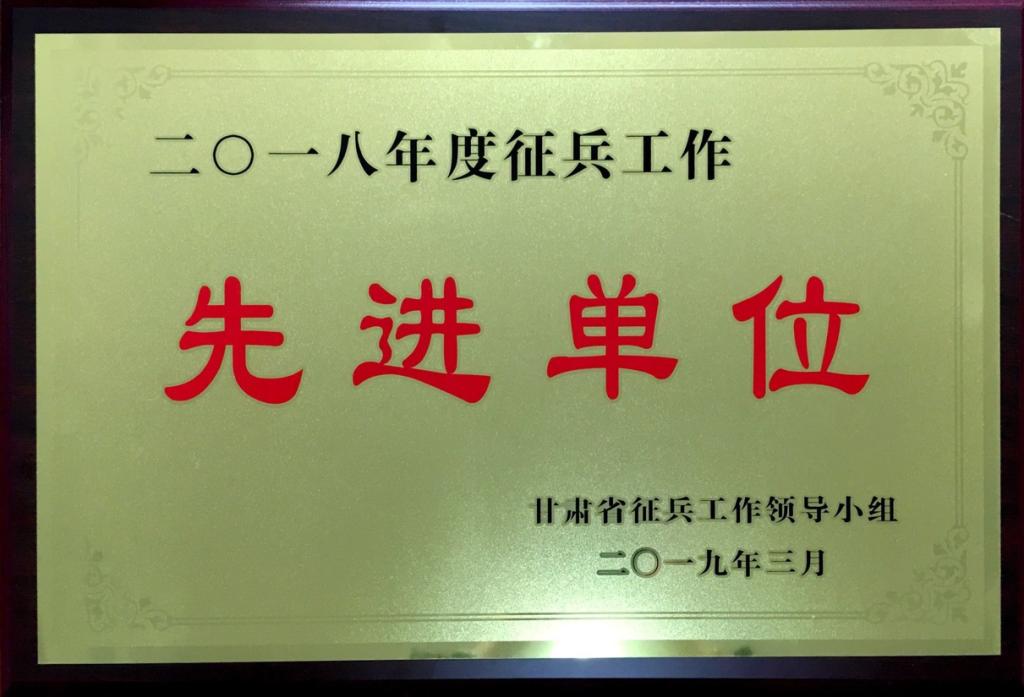 二〇一八年度征兵工作
先进单位
甘肃省征兵工作领导小组
二〇一九年三月